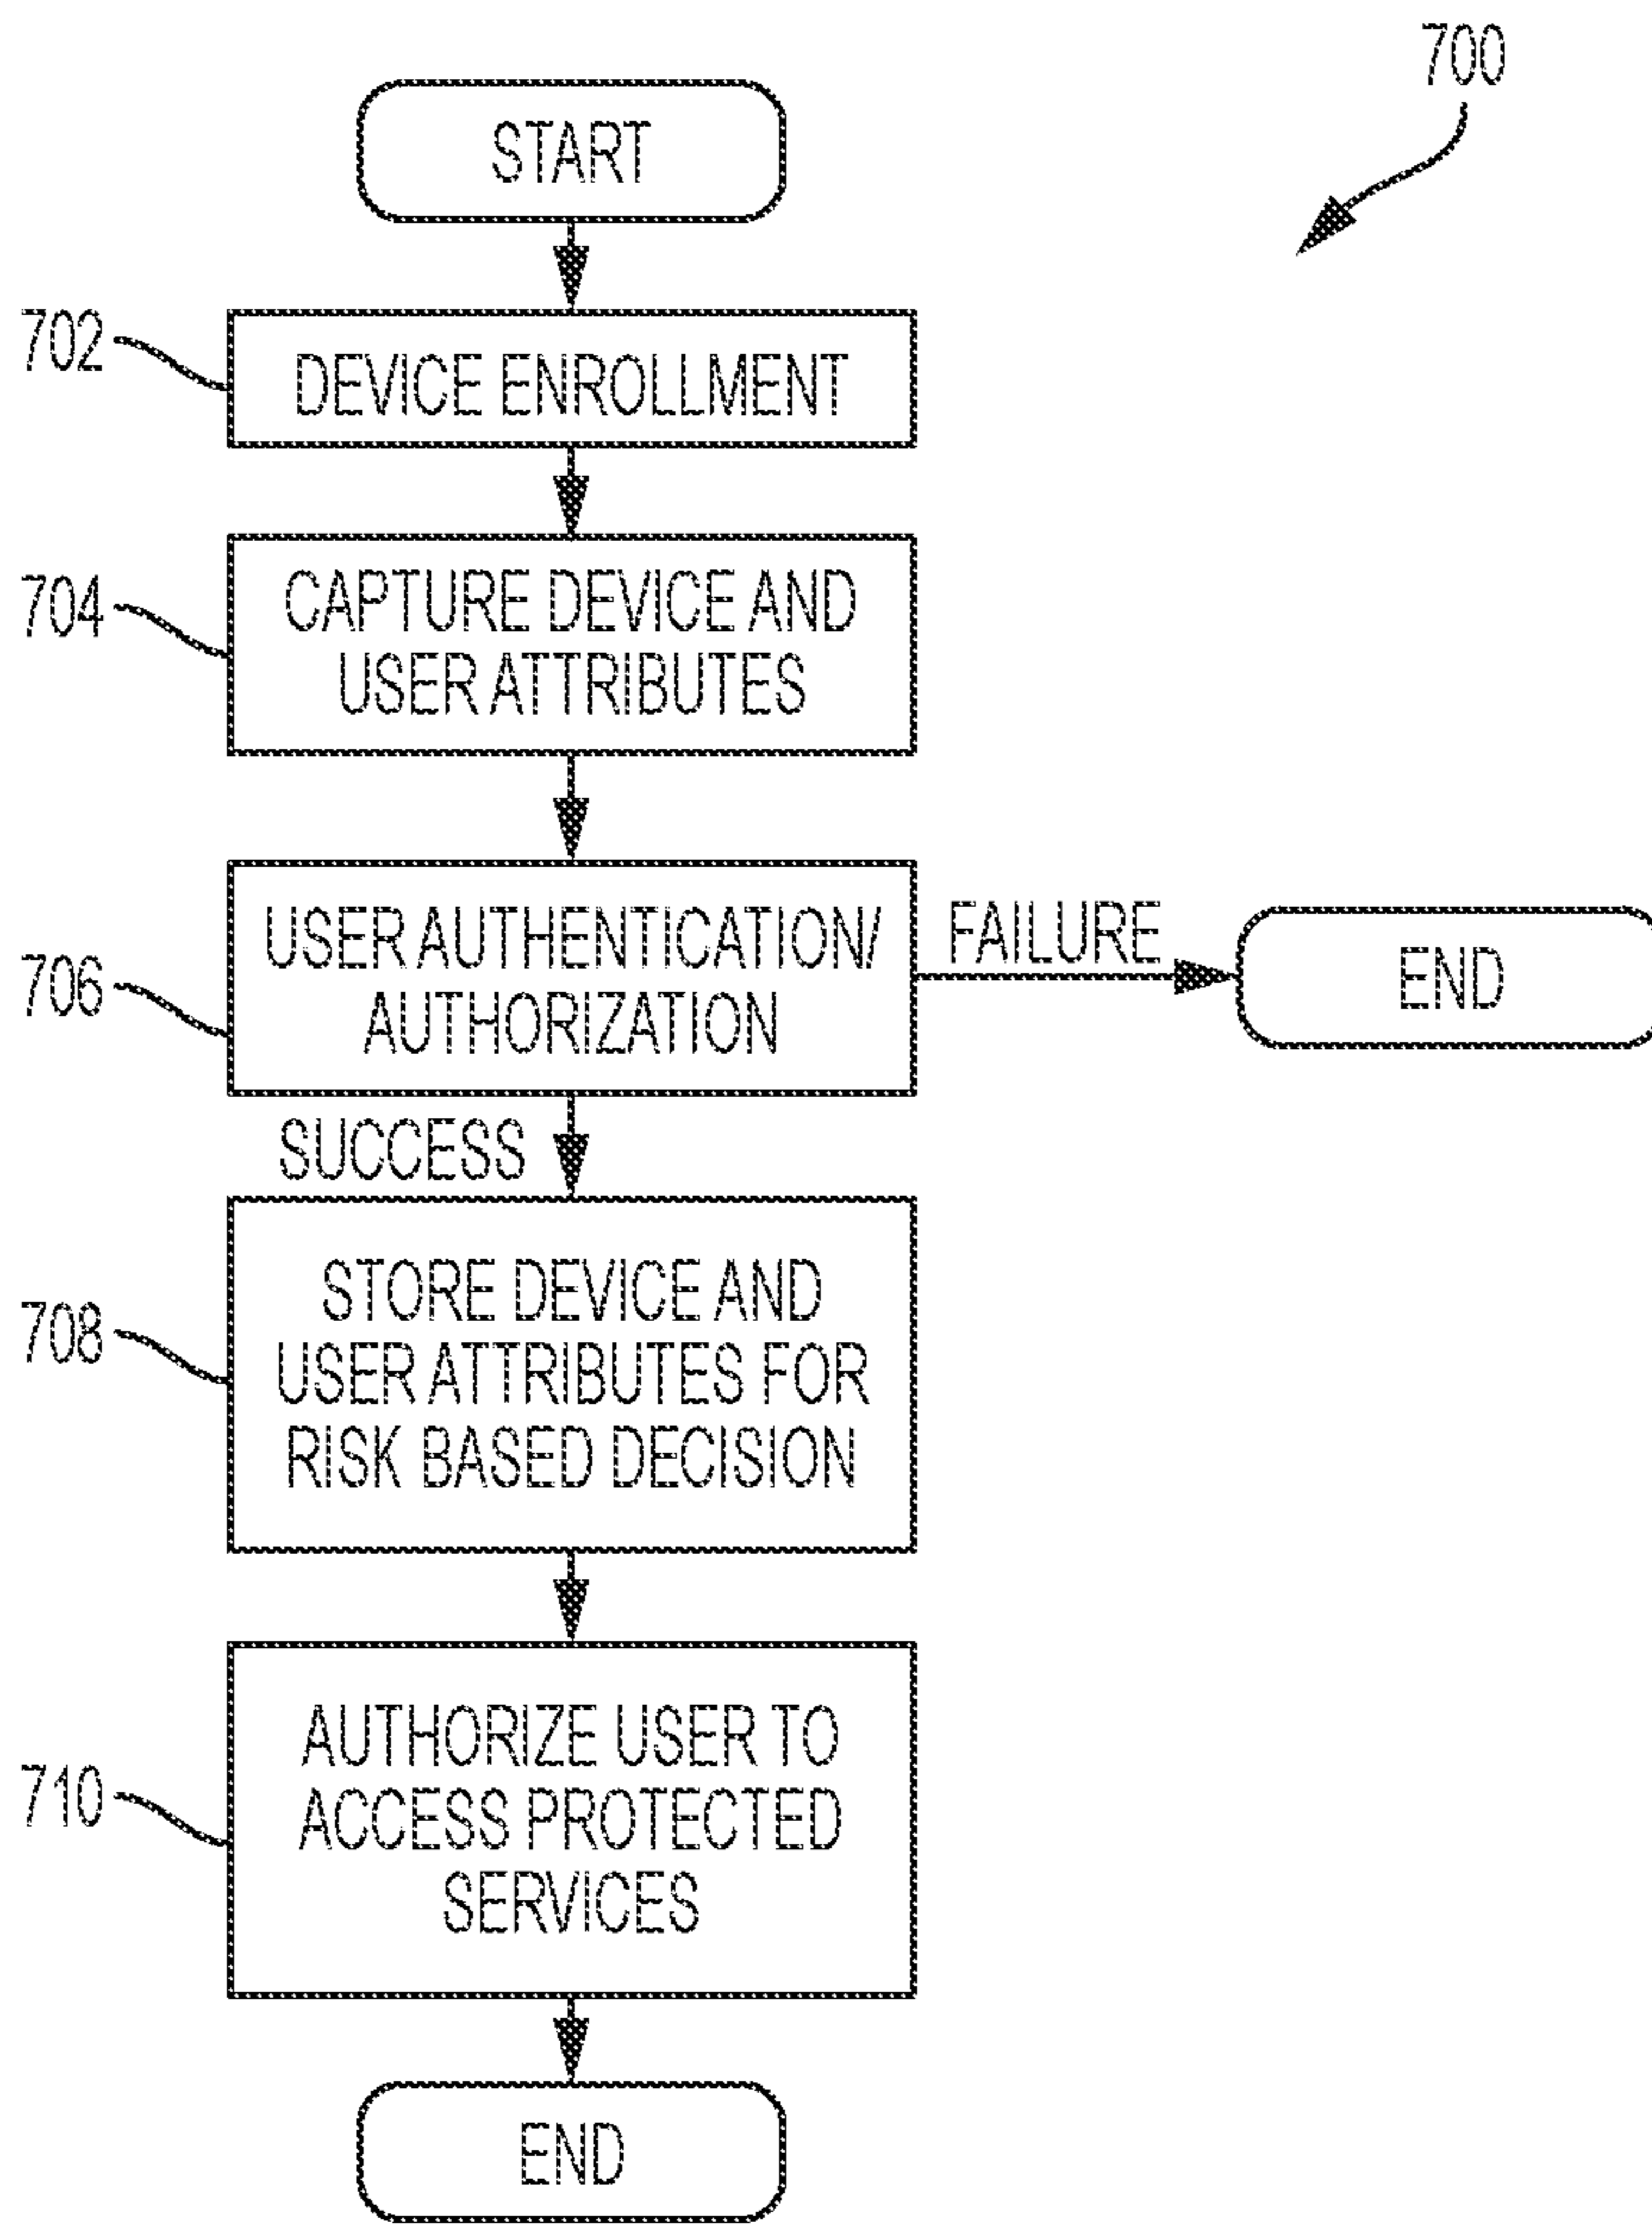 700
START
702
DEVICE ENROLLMENT
704
CAPTURE DEVICE AND
USER ATTRIBUTES
706
USER AUTHENTICATION/
AUTHORIZATION
FAILURE
END
SUCCESS
708
STORE DEVICE AND
USER ATTRIBUTES FOR
RISK BASED DECISION
710
AUTHORIZE USER TO
ACCESS PROTECTED
SERVICES
END